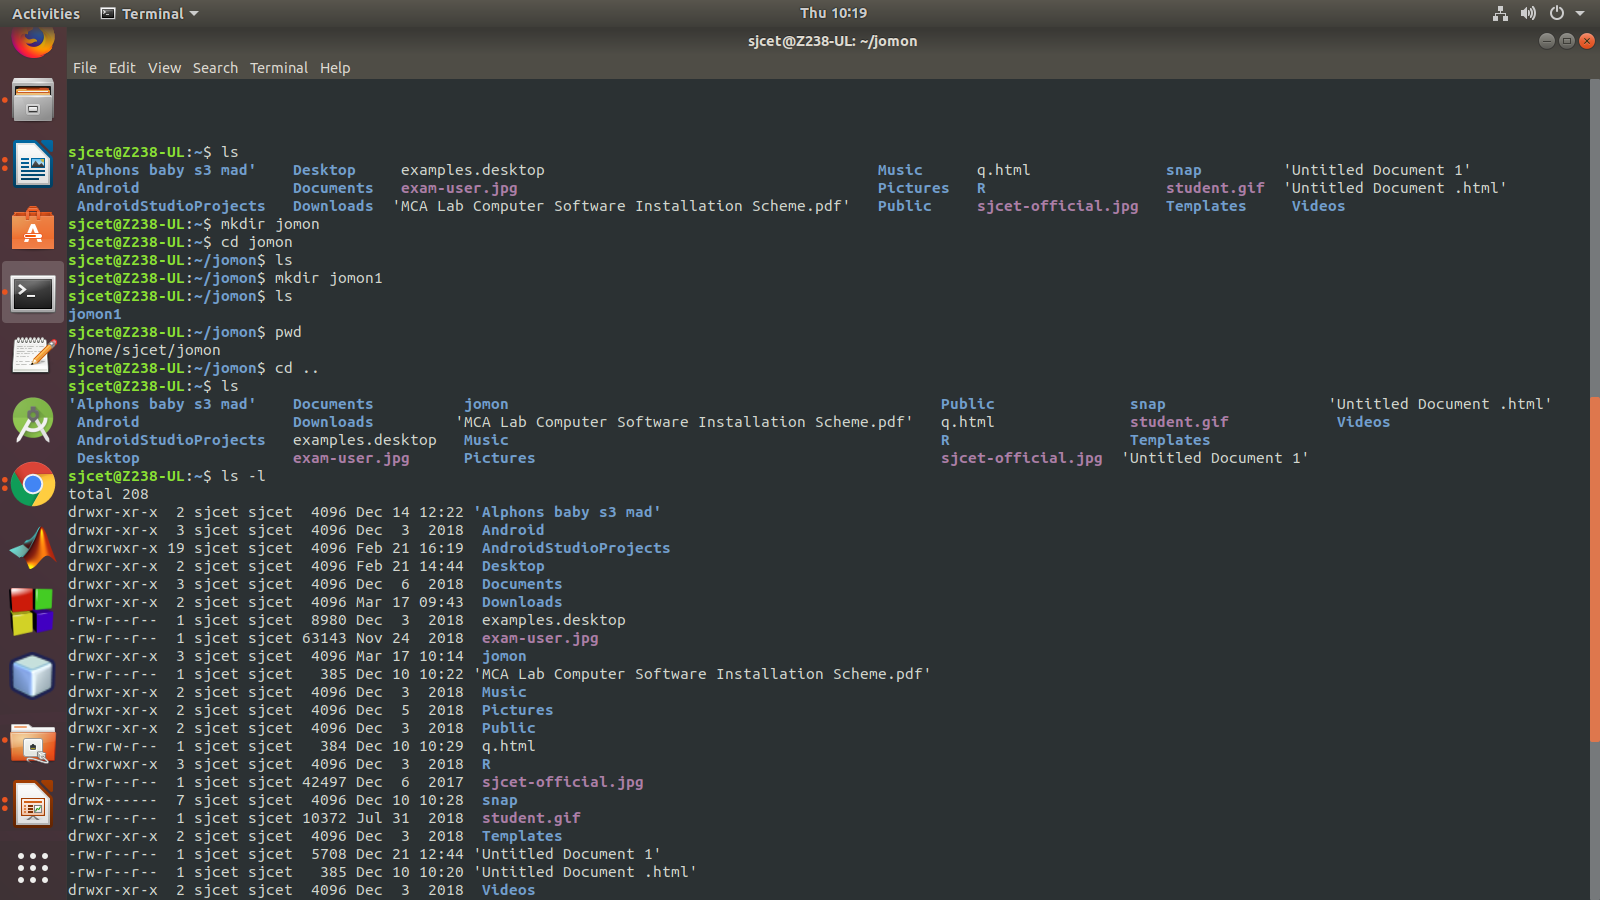 Activities Terminal Thu 10:19
sjcet@Z238-UL: ~/jomon
File Edit View Search Terminal Help
sjcet@Z238-UL:~$ ls
'Alphons baby s3 mad' Desktop examples.desktop Music q.html snap 'Untitled Document 1'
Android Documents exam-user.jpg Pictures R student.gif 'Untitled Document .html'
AndroidStudioProjects Downloads 'MCA Lab Computer Software Installation Scheme.pdf' Public sjcet-official.jpg Templates Videos
sjcet@Z238-UL:~$ mkdir jomon
sjcet@Z238-UL:~$ cd jomon
sjcet@Z238-UL:~/jomon$ ls
sjcet@Z238-UL:~/jomon$ mkdir jomon1
sjcet@Z238-UL:~/jomon$ ls
jomon1
sjcet@Z238-UL:~/jomon$ pwd
/home/sjcet/jomon
sjcet@Z238-UL:~/jomon$ cd ..
sjcet@Z238-UL:~$ ls
'Alphons baby s3 mad' Documents jomon Public snap 'Untitled Document .html'
Android Downloads 'MCA Lab Computer Software Installation Scheme.pdf' q.html student.gif Videos
AndroidStudioProjects examples.desktop Music R Templates
Desktop exam-user.jpg Pictures sjcet-official.jpg 'Untitled Document 1'
sjcet@Z238-UL:~$ ls -l
total 208
drwxr-xr-x 2 sjcet sjcet 4096 Dec 14 12:22 'Alphons baby s3 mad'
drwxr-xr-x 3 sjcet sjcet 4096 Dec 3 2018 Android
drwxrwxr-x 19 sjcet sjcet 4096 Feb 21 16:19 AndroidStudioProjects
drwxr-xr-x 2 sjcet sjcet 4096 Feb 21 14:44 Desktop
drwxr-xr-x 3 sjcet sjcet 4096 Dec 6 2018 Documents
drwxr-xr-x 2 sjcet sjcet 4096 Mar 17 09:43 Downloads
-rw-r--r-- 1 sjcet sjcet 8980 Dec 3 2018 examples.desktop
-rw-r--r-- 1 sjcet sjcet 63143 Nov 24 2018 exam-user.jpg
drwxr-xr-x 3 sjcet sjcet 4096 Mar 17 10:14 jomon
-rw-r--r-- 1 sjcet sjcet 385 Dec 10 10:22 'MCA Lab Computer Software Installation Scheme.pdf'
drwxr-xr-x 2 sjcet sjcet 4096 Dec 3 2018 Music
drwxr-xr-x 2 sjcet sjcet 4096 Dec 5 2018 Pictures
drwxr-xr-x 2 sjcet sjcet 4096 Dec 3 2018 Public
-rw-rw-r-- 1 sjcet sjcet 384 Dec 10 10:29 q.html
drwxrwxr-x 3 sjcet sjcet 4096 Dec 3 2018 R
-rw-r--r-- 1 sjcet sjcet 42497 Dec 6 2017 sjcet-official.jpg
drwx------ 7 sjcet sjcet 4096 Dec 10 10:28 snap
-rw-r--r-- 1 sjcet sjcet 10372 Jul 31 2018 student.gif
drwxr-xr-x 2 sjcet sjcet 4096 Dec 3 2018 Templates
-rw-r--r-- 1 sjcet sjcet 5708 Dec 21 12:44 'Untitled Document 1'
-rw-r--r-- 1 sjcet sjcet 385 Dec 10 10:20 'Untitled Document .html'
drwxr-xr-x 2 sjcet sjcet 4096 Dec 3 2018 Videos